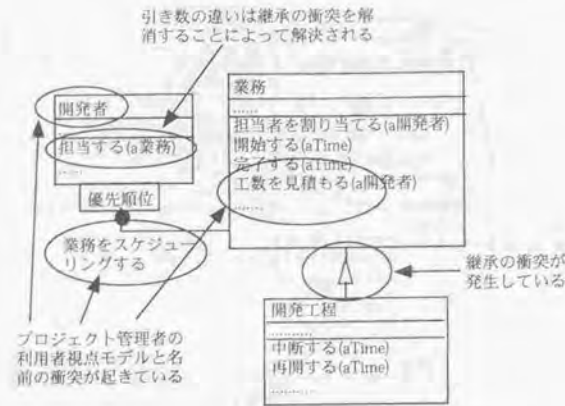 引き数の違いは継承の衝突を解
消することによって解決される
開発者
担当する(a業務)
……
優先順位
業務をスケジュー
リングする
業務
……
担当者を割り当てる(a開発者)
開始する(aTime)
完了する(aTime)
工数を見積もる(a開発者)
……
継承の衝突が
発生している
開発工程
……….
中断する(aTime)
再開する(aTime)
……….
プロジェクト管理者の
利用者視点モデルと名
前の衝突が起きている